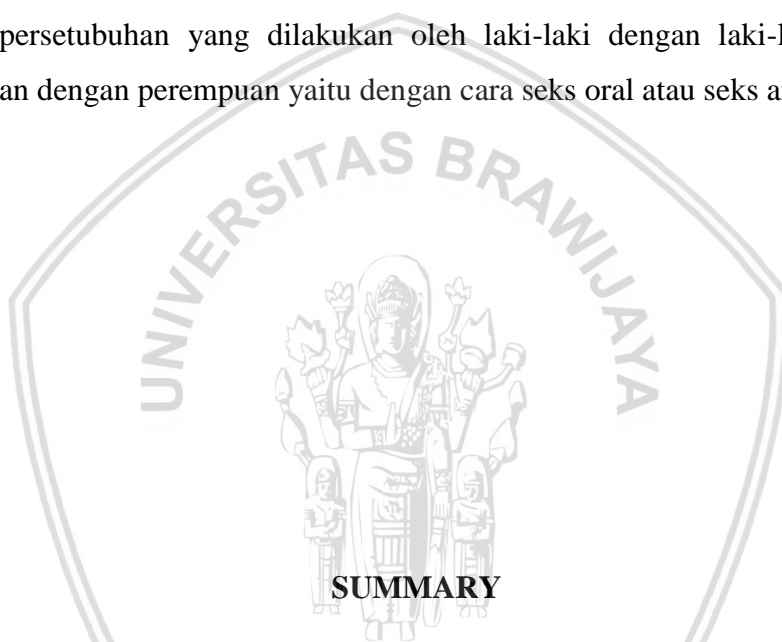 persetubuhan yang dilakukan oleh laki-laki dengan
an dengan perempuan yaitu dengan cara seks oral atau seks
UNIVERSITAS BRAWIJAYA
SUMMARY